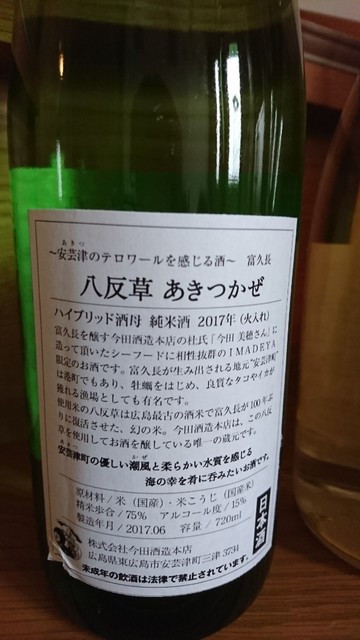 あきつ
~安芸津のテロワールを感じる酒~ 富久長
八反草 あきつかぜ
ハイブリッド酒母 純米酒 2017年(火入れ)
富久長を醸す今田酒造本店の杜氏『今田 美穂さん』に
造って頂いたシーフードに相性抜群のIMADEYA
限定のお酒です。富久長が生み出される地元"安芸津町"
は港町でもあり、牡蠣をはじめ、良質なタコやイカが
獲れる漁場としても有名です。
使用米の八反草は広島最古の酒米で富久長が100年ぶ
りに復活させた、幻の米。今田酒造本店は、この八反
草を使用してお酒を醸している唯一の蔵元です。
あきつ かぜ
安芸津町の優しい潮風と柔らかい水質を感じる
海の幸を肴に呑みたいお酒です。
原材料/米(国産)・米こうじ(国産米)
精米歩合/75% アルコール度/15%
製造年月/2017.06 容量/720ml
日本酒
株式会社今田酒造本店
広島県東広島市安芸津町三津3734
未成年の飲酒は法律で禁止されています。